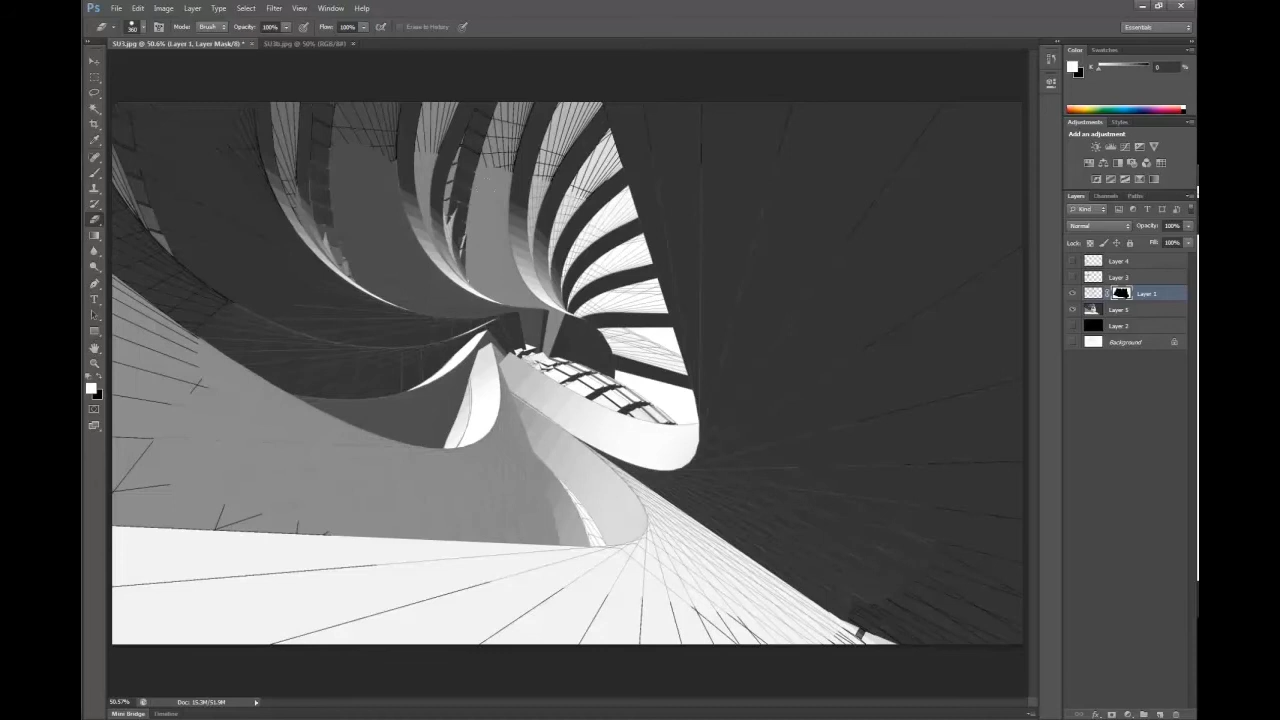 Ps File Edit Image Layer Type Select Filter View Window Help
360 Mode: Brush Opacity: 100% Flow: 100% Erase to History Essentials
SU3.jpg @ 50.6% (Layer 1, Layer Mask/8) * × SU3b.jpg @ 50% (RGB/8#) ×
Color Swatches
K 0 %
Adjustments Styles
Add an adjustment
Layers Channels Paths
Kind
Normal Opacity: 100%
Lock: Fill: 100%
Layer 4
Layer 3
Layer 1
Layer 5
Layer 2
Background
50.57% Doc: 15.3M/51.9M
Mini Bridge Timeline